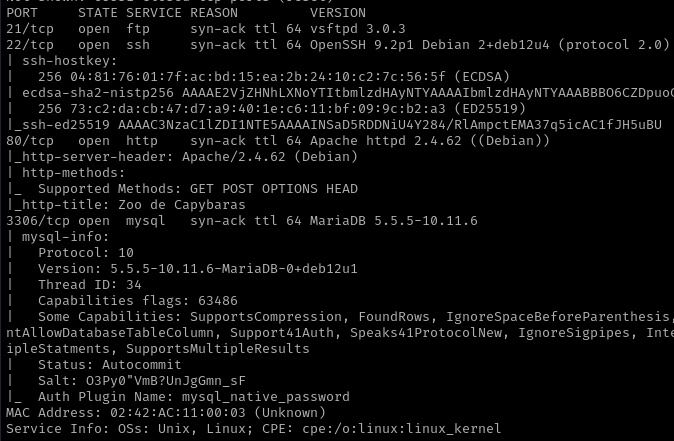 PORT     STATE SERVICE REASON         VERSION
21/tcp   open  ftp     syn-ack ttl 64 vsftpd 3.0.3
22/tcp   open  ssh     syn-ack ttl 64 OpenSSH 9.2p1 Debian 2+deb12u4 (protocol 2.0)
| ssh-hostkey:
|   256 04:81:76:01:7f:ac:bd:15:ea:2b:24:10:c2:7c:56:5f (ECDSA)
| ecdsa-sha2-nistp256 AAAAE2VjZHNhLXNoYTItbmlzdHAyNTYAAAAIbmlzdHAyNTYAAABBBO6CZDpuo
|   256 73:c2:da:cb:47:d7:a9:40:1e:c6:11:bf:09:9c:b2:a3 (ED25519)
|_ssh-ed25519 AAAAC3NzaC1lZDI1NTE5AAAAINSaD5RDDNiU4Y284/RlAmpctEMA37q5icAC1fJH5uBU
80/tcp   open  http    syn-ack ttl 64 Apache httpd 2.4.62 ((Debian))
|_http-server-header: Apache/2.4.62 (Debian)
| http-methods:
|_  Supported Methods: GET POST OPTIONS HEAD
|_http-title: Zoo de Capybaras
3306/tcp open  mysql   syn-ack ttl 64 MariaDB 5.5.5-10.11.6
| mysql-info:
|   Protocol: 10
|   Version: 5.5.5-10.11.6-MariaDB-0+deb12u1
|   Thread ID: 34
|   Capabilities flags: 63486
|   Some Capabilities: SupportsCompression, FoundRows, IgnoreSpaceBeforeParenthesis,
ntAllowDatabaseTableColumn, Support41Auth, Speaks41ProtocolNew, IgnoreSigpipes, Inte
ipleStatments, SupportsMultipleResults
|   Status: Autocommit
|   Salt: O3Py0"VmB?UnJgGmn_sF
|_  Auth Plugin Name: mysql_native_password
MAC Address: 02:42:AC:11:00:03 (Unknown)
Service Info: OSs: Unix, Linux; CPE: cpe:/o:linux:linux_kernel